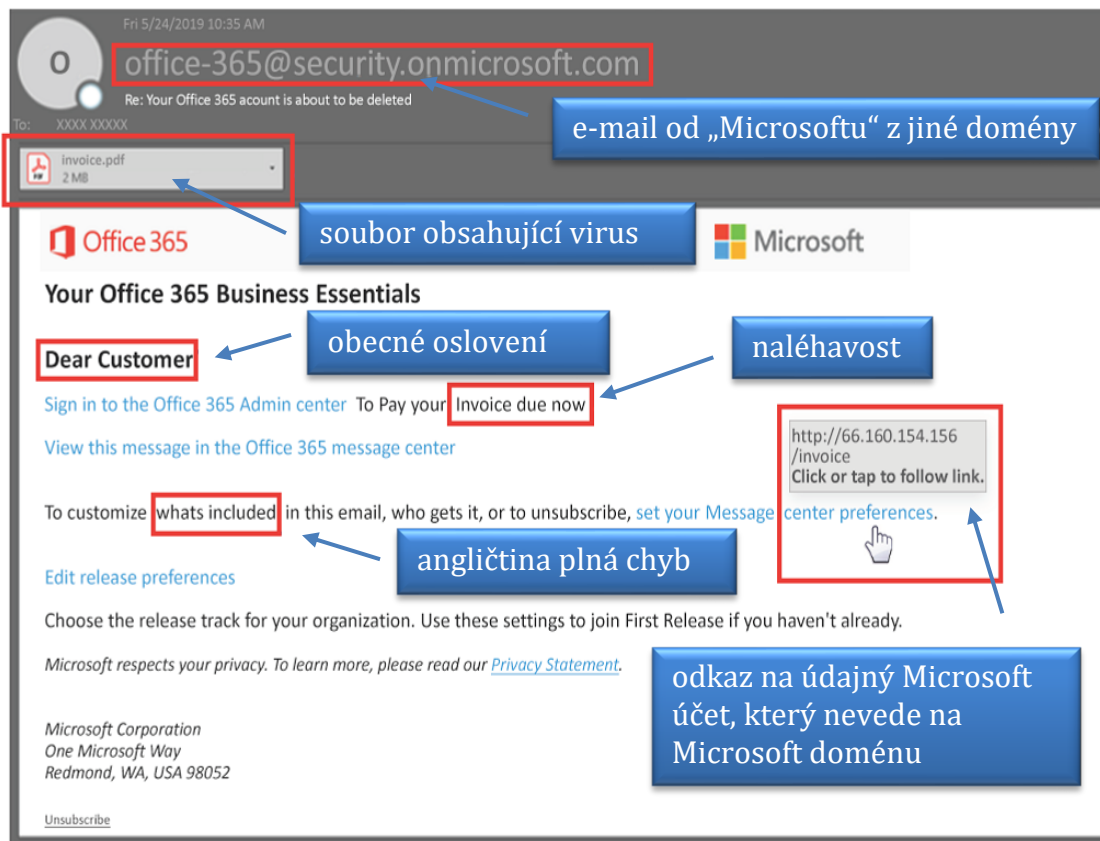 Fri 5/24/2019 10:35 AM
O
office-365@security.onmicrosoft.com
Re: Your Office 365 acount is about to be deleted
To: XXXX XXXXX
e-mail od „Microsoftu“ z jiné domény
invoice.pdf
2 MB
soubor obsahující virus
Office 365
Microsoft
Your Office 365 Business Essentials
obecné oslovení
naléhavost
Dear Customer
Sign in to the Office 365 Admin center To Pay your Invoice due now
View this message in the Office 365 message center
http://66.160.154.156
/invoice
Click or tap to follow link.
To customize whats included in this email, who gets it, or to unsubscribe, set your Message center preferences.
angličtina plná chyb
Edit release preferences
Choose the release track for your organization. Use these settings to join First Release if you haven't already.
Microsoft respects your privacy. To learn more, please read our Privacy Statement.
odkaz na údajný Microsoft
účet, který nevede na
Microsoft doménu
Microsoft Corporation
One Microsoft Way
Redmond, WA, USA 98052
Unsubscribe